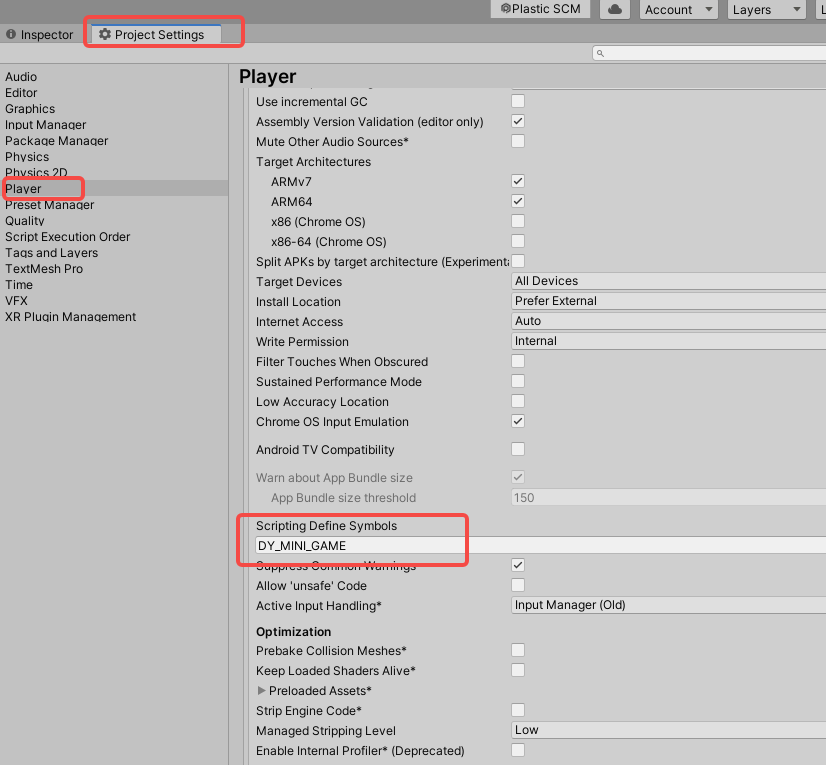 Plastic SCM
Account
Layers
L
Inspector
Project Settings
Audio
Editor
Graphics
Input Manager
Package Manager
Physics
Physics 2D
Player
Preset Manager
Quality
Script Execution Order
Tags and Layers
TextMesh Pro
Time
VFX
XR Plugin Management
Player
Use incremental GC
Assembly Version Validation (editor only)
Mute Other Audio Sources*
Target Architectures
ARMv7
ARM64
x86 (Chrome OS)
x86-64 (Chrome OS)
Split APKs by target architecture (Experimenta
Target Devices All Devices
Install Location Prefer External
Internet Access Auto
Write Permission Internal
Filter Touches When Obscured
Sustained Performance Mode
Low Accuracy Location
Chrome OS Input Emulation
Android TV Compatibility
Warn about App Bundle size
App Bundle size threshold 150
Scripting Define Symbols
DY_MINI_GAME
Suppress Common Warnings
Allow 'unsafe' Code
Active Input Handling* Input Manager (Old)
Optimization
Prebake Collision Meshes*
Keep Loaded Shaders Alive*
Preloaded Assets*
Strip Engine Code*
Managed Stripping Level Low
Enable Internal Profiler* (Deprecated)